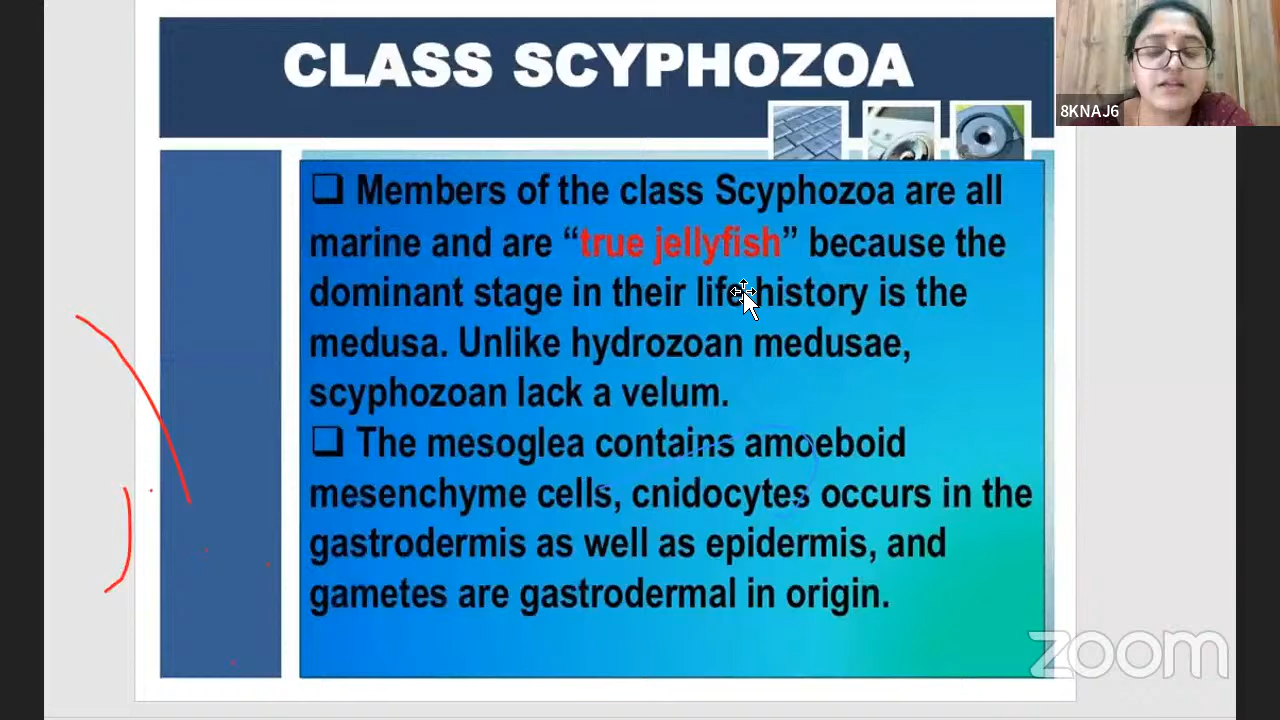 CLASS SCYPHOZOA
8KNAJ6
❑ Members of the class Scyphozoa are all
marine and are “true jellyfish” because the
dominant stage in their life history is the
medusa. Unlike hydrozoan medusae,
scyphozoan lack a velum.
❑ The mesoglea contains amoeboid
mesenchyme cells, cnidocytes occurs in the
gastrodermis as well as epidermis, and
gametes are gastrodermal in origin.
zoom